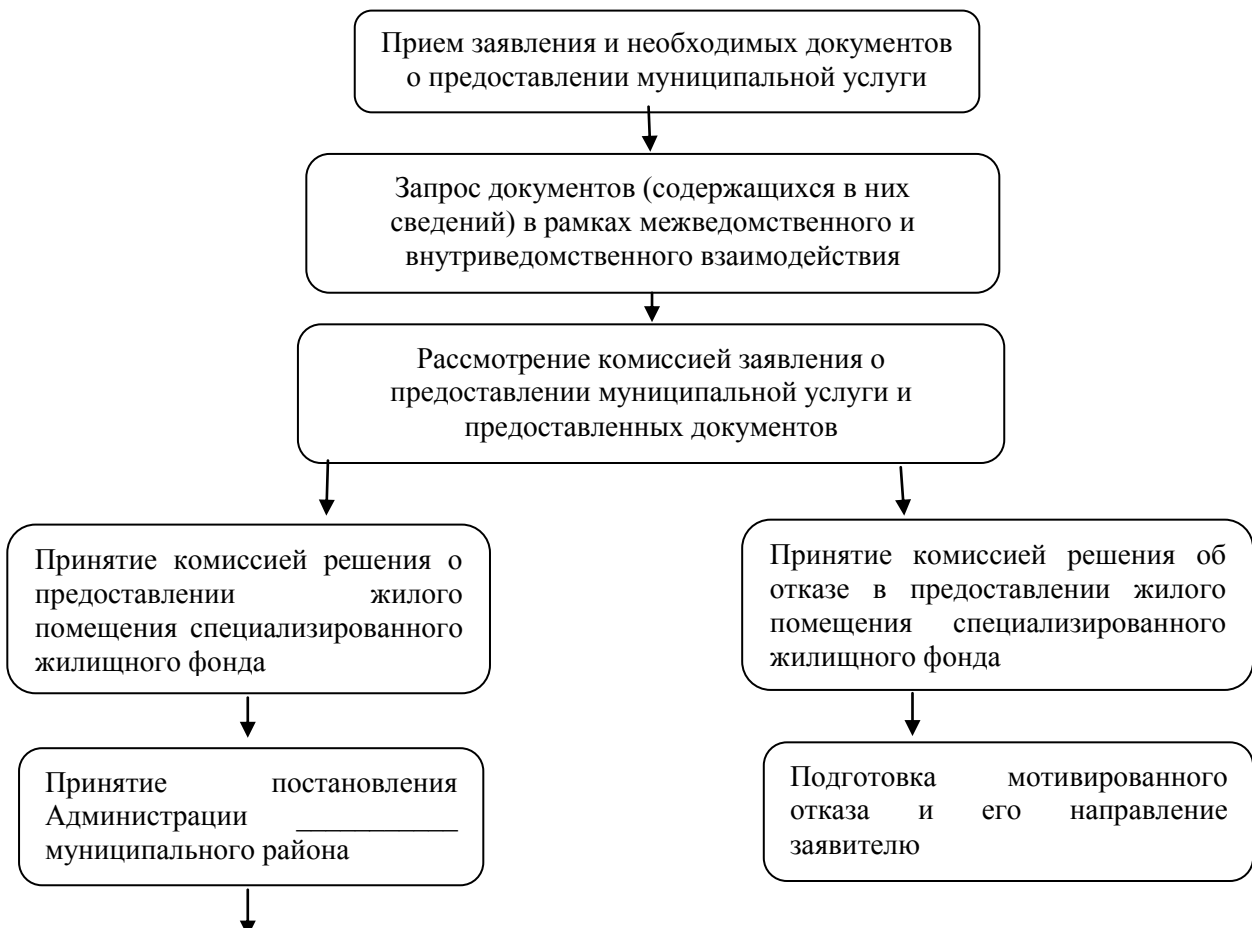 Прием заявления и необходимых документов
о предоставлении муниципальной услуги
Запрос документов (содержащихся в них
сведений) в рамках межведомственного и
внутриведомственного взаимодействия
Рассмотрение комиссией заявления о
предоставлении муниципальной услуги и
предоставленных документов
Принятие комиссией решения о
предоставлении жилого
помещения специализированного
жилищного фонда
Принятие комиссией решения об
отказе в предоставлении жилого
помещения специализированного
жилищного фонда
Принятие постановления
Администрации ___________
муниципального района
Подготовка мотивированного
отказа и его направление
заявителю